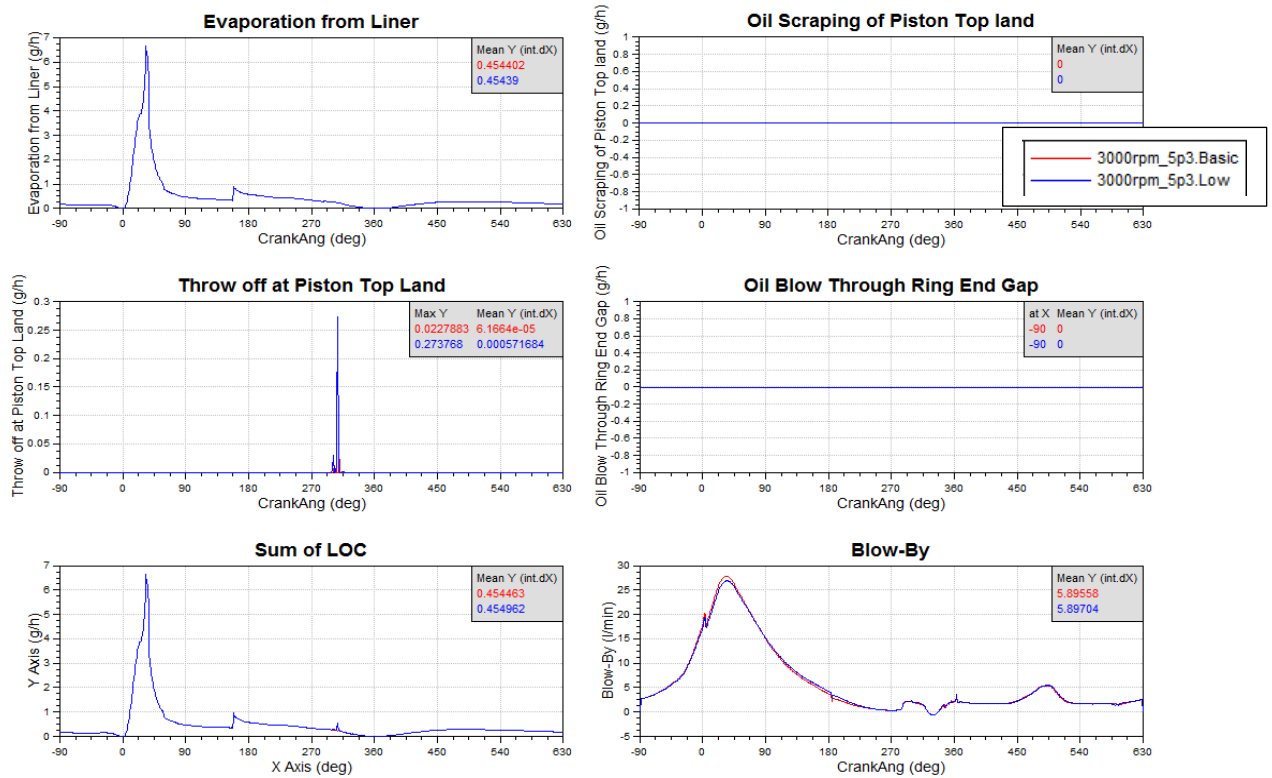 Evaporation from Liner
Evaporation from Liner (g/h)
7
6
5
4
3
2
1
0
Mean Y (int.dX)
0.454402
0.45439
-90 0 90 180 270 360 450 540 630
CrankAng (deg)
Oil Scraping of Piston Top land
Oil Scraping of Piston Top land (g/h)
1
0.8
0.6
0.4
0.2
0
-0.2
-0.4
-0.6
-0.8
-1
Mean Y (int.dX)
0
0
3000rpm_5p3.Basic
3000rpm_5p3.Low
-90 0 90 180 270 360 450 540 630
CrankAng (deg)
Throw off at Piston Top Land
Throw off at Piston Top Land (g/h)
0.3
0.25
0.2
0.15
0.1
0.05
0
Max Y Mean Y (int.dX)
0.0227883 6.1664e-05
0.273768 0.000571684
-90 0 90 180 270 360 450 540 630
CrankAng (deg)
Oil Blow Through Ring End Gap
Oil Blow Through Ring End Gap (g/h)
1
0.8
0.6
0.4
0.2
0
-0.2
-0.4
-0.6
-0.8
-1
at X Mean Y (int.dX)
-90 0
-90 0
-90 0 90 180 270 360 450 540 630
CrankAng (deg)
Sum of LOC
Y Axis (g/h)
7
6
5
4
3
2
1
0
Mean Y (int.dX)
0.454463
0.454962
-90 0 90 180 270 360 450 540 630
X Axis (deg)
Blow-By
Blow-By (l/min)
30
25
20
15
10
5
0
-5
Mean Y (int.dX)
5.89558
5.89704
-90 0 90 180 270 360 450 540 630
CrankAng (deg)